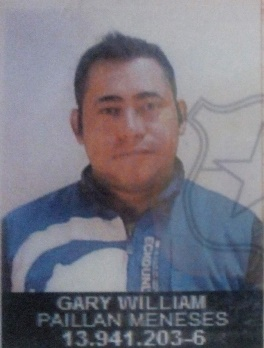 GARY WILLIAM
PAILLAN MENESES
13.941.203-6